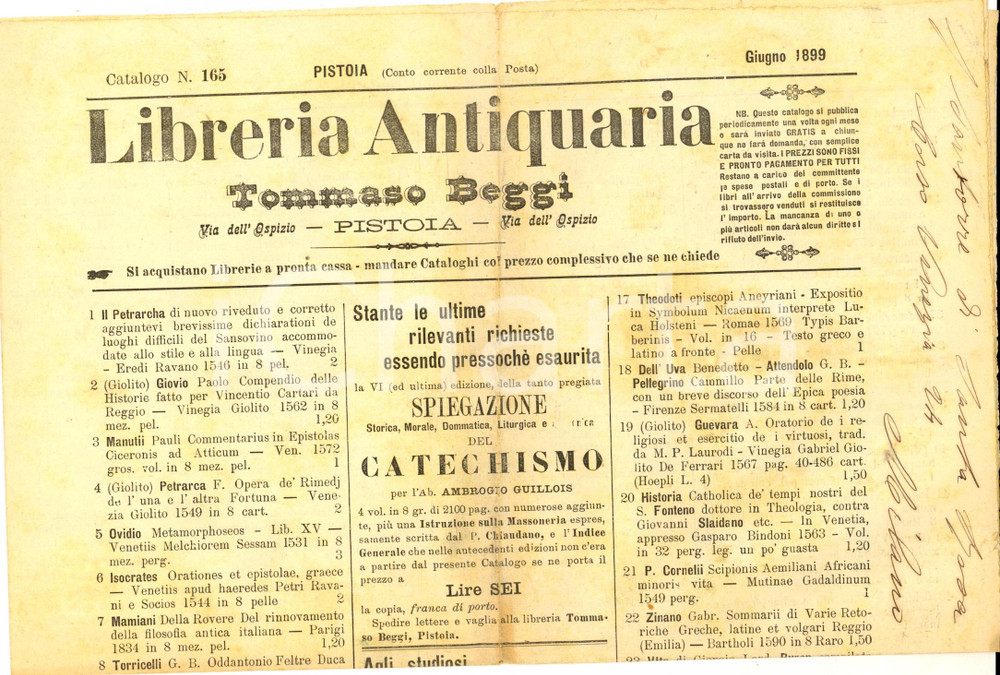 Catalogo N. 165
PISTOIA (Conto corrente colla Posta)
Giugno 1899
Libreria Antiquaria
Tommaso Beggi
Via dell' Ospizio — PISTOIA — Via dell' Ospizio
NB. Questo catalogo si pubblica
periodicamente una volta ogni mese
e sarà inviato GRATIS a chiun-
que ne farà domanda, con semplice
carta da visita. I PREZZI SONO FISSI
E PRONTO PAGAMENTO PER TUTTI
Restano a carico del committente
le spese postali e di porto. Se i
libri all' arrivo della commissione
si trovassero venduti si restituisce
l' importo. La mancanza di uno o
più articoli non darà alcun diritto al
rifiuto dell'invio.
Si acquistano Librerie a pronta cassa - mandare Cataloghi co' prezzo complessivo che se ne chiede
1 Il Petrarcha di nuovo riveduto e corretto
aggiuntevi brevissime dichiarationi de
luoghi difficili del Sansovino accommo-
date allo stile e alla lingua — Vinegia
- Eredi Ravano 1546 in 8 pel. 2
2 (Giolito) Giovio Paolo Compendio delle
Historie fatto per Vincentio Cartari da
Reggio — Vinegia Giolito 1562 in 8
mez. pel. 1,20
3 Manutii Pauli Commentarius in Epistolas
Ciceronis ad Atticum — Ven. 1572
gros. vol. in 8 mez. pel. 1
4 (Giolito) Petrarca F. Opera de' Rimedj
de l' una e l' altra Fortuna — Vene-
zia Giolito 1549 in 8 cart. 2
5 Ovidio Metamorphoseos - Lib. XV —
Venetiis Melchiorem Sessam 1531 in 8
mez. perg. 3
6 Isocrates Orationes et epistolae, graece
— Venetiis apud haeredes Petri Rava-
ni e Socios 1544 in 8 pelle 2
7 Mamiani Della Rovere Del rinnovamento
della filosofia antica italiana — Parigi
1834 in 8 mez. pel. 1,20
8 Torricelli G. B. Oddantonio Feltre Duca
Stante le ultime
rilevanti richieste
essendo pressochè esaurita
la VI (ed ultima) edizione, della tanto pregiata
SPIEGAZIONE
Storica, Morale, Dommatica, Liturgica e
DEL
CATECHISMO
per l'Ab. AMBROGIO GUILLOIS
4 vol. in 8 gr. di 2100 pag. con numerose aggiun-
te, più una Istruzione sulla Massoneria espres,
samente scritta dal P. Chiaudano, e l'Indice
Generale che nelle antecedenti edizioni non c'era
a partire dal presente Catalogo se ne porta il
prezzo a
Lire SEI
la copia, franca di porto.
Spedire lettere e vaglia alla libreria Tomma-
so Beggi, Pistoia.
Agli studiosi
17 Theodoti episcopi Aneyriani - Expositio
in Symbolum Nicaenum interprete Lu-
ca Holsteni — Romae 1569 Typis Bar-
berinis - Vol. in 16 - Testo greco e
latino a fronte - Pelle 1
18 Dell' Uva Benedetto - Attendolo G. B. -
Pellegrino Cammillo Parte delle Rime,
con un breve discorso dell'Epica poesia
- Firenze Sermatelli 1584 in 8 cart. 1,20
19 (Giolito) Guevara A. Oratorio de i re-
ligiosi et esercitio de i virtuosi, trad.
da M. P. Laurodi - Vinegia Gabriel Gio-
lito De Ferrari 1567 pag. 40-486 cart.
(Hoepli L. 4) 1,50
20 Historia Catholica de' tempi nostri del
S. Fonteno dottore in Theologia, contra
Giovanni Slaidano etc. — In Venetia,
appresso Gasparo Bindoni 1563 - Vol.
in 32 perg. leg. un po' guasta 1,20
21 P. Cornelii Scipionis Aemiliani Africani
minoris vita — Mutinae Gadaldinum
1549 perg. 1
22 Zinano Gabr. Sommarii di Varie Reto-
riche Greche, latine et volgari Reggio
(Emilia) — Bartholi 1590 in 8 Raro 1,50
di Santa Rosa
Corso Venezia 24
Milano